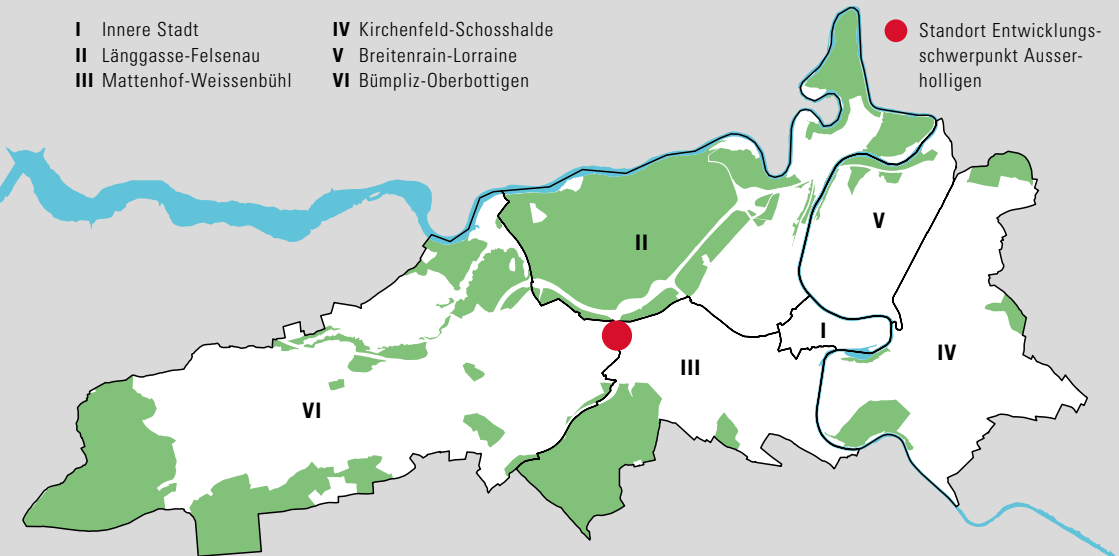 I Innere Stadt
II Länggasse-Felsenau
III Mattenhof-Weissenbühl
IV Kirchenfeld-Schosshalde
V Breitenrain-Lorraine
VI Bümpliz-Oberbottigen
Standort Entwicklungs-
schwerpunkt Ausser-
holligen
II
V
I
IV
III
VI